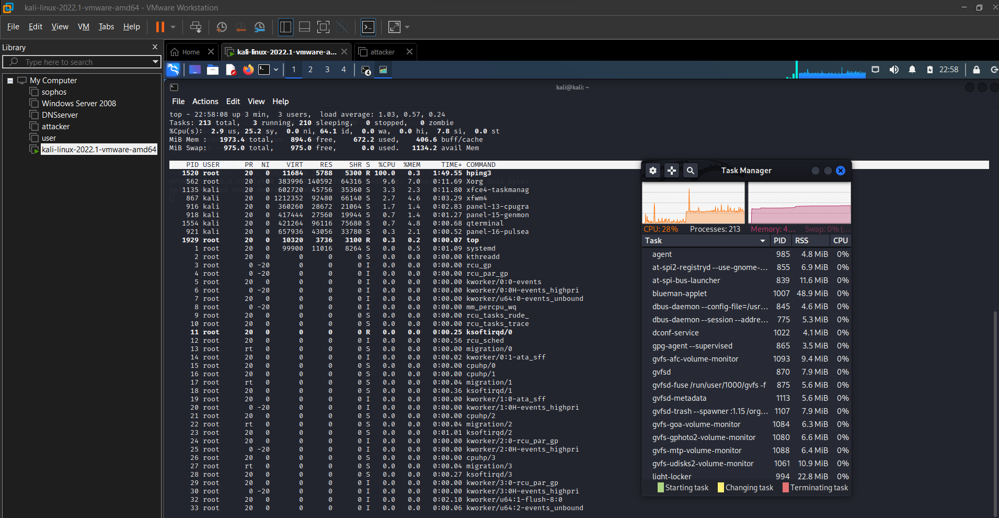 kali-linux-2022.1-vmware-amd64 - VMware Workstation
File Edit View VM Tabs Help
Library
Type here to search
My Computer
sophos
Windows Server 2008
DNSserver
attacker
user
kali-linux-2022.1-vmware-amd64
Home kali-linux-2022.1-vmware-a... attacker
1 2 3 4 4 22:58
kali@kali: ~
File Actions Edit View Help
top - 22:58:08 up 3 min, 3 users, load average: 1.03, 0.57, 0.24
Tasks: 213 total, 3 running, 210 sleeping, 0 stopped, 0 zombie
%Cpu(s): 2.9 us, 25.2 sy, 0.0 ni, 64.1 id, 0.0 wa, 0.0 hi, 7.8 si, 0.0 st
MiB Mem : 1973.4 total, 894.6 free, 672.2 used, 406.6 buff/cache
MiB Swap: 975.0 total, 975.0 free, 0.0 used. 1134.2 avail Mem
PID USER PR NI VIRT RES SHR S %CPU %MEM TIME+ COMMAND
1520 root 20 0 11684 5788 5300 R 100.0 0.3 1:49.55 hping3
562 root 20 0 383996 140592 64316 S 9.6 7.0 0:11.69 Xorg
1135 kali 20 0 602720 45756 35360 S 3.3 2.3 0:11.80 xfce4-taskmanag
867 kali 20 0 1212352 92480 66140 S 2.7 4.6 0:03.29 xfwm4
916 kali 20 0 360260 28672 21064 S 1.7 1.4 0:02.83 panel-13-cpugra
918 kali 20 0 417444 27560 19944 S 0.7 1.4 0:01.27 panel-15-genmon
1554 kali 20 0 421264 96116 75680 S 0.7 4.8 0:00.68 qterminal
921 kali 20 0 657936 43056 33780 S 0.3 2.1 0:00.52 panel-16-pulsea
1929 root 20 0 10320 3736 3100 R 0.3 0.2 0:00.07 top
1 root 20 0 99900 11016 8264 S 0.0 0.5 0:01.09 systemd
2 root 20 0 0 0 0 S 0.0 0.0 0:00.00 kthreadd
3 root 0 -20 0 0 0 I 0.0 0.0 0:00.00 rcu_gp
4 root 0 -20 0 0 0 I 0.0 0.0 0:00.00 rcu_par_gp
5 root 20 0 0 0 0 I 0.0 0.0 0:00.00 kworker/0:0-events
6 root 0 -20 0 0 0 I 0.0 0.0 0:00.00 kworker/0:0H-events_highpri
7 root 20 0 0 0 0 I 0.0 0.0 0:00.00 kworker/u64:0-events_unbound
8 root 0 -20 0 0 0 I 0.0 0.0 0:00.00 mm_percpu_wq
9 root 20 0 0 0 0 S 0.0 0.0 0:00.00 rcu_tasks_rude_
10 root 20 0 0 0 0 S 0.0 0.0 0:00.00 rcu_tasks_trace
11 root 20 0 0 0 0 R 0.0 0.0 0:00.25 ksoftirqd/0
12 root 20 0 0 0 0 I 0.0 0.0 0:00.56 rcu_sched
13 root rt 0 0 0 0 S 0.0 0.0 0:00.00 migration/0
14 root 20 0 0 0 0 I 0.0 0.0 0:00.02 kworker/0:1-ata_sff
15 root 20 0 0 0 0 S 0.0 0.0 0:00.00 cpuhp/0
16 root 20 0 0 0 0 S 0.0 0.0 0:00.00 cpuhp/1
17 root rt 0 0 0 0 S 0.0 0.0 0:00.04 migration/1
18 root 20 0 0 0 0 S 0.0 0.0 0:00.36 ksoftirqd/1
19 root 20 0 0 0 0 I 0.0 0.0 0:00.00 kworker/1:0-ata_sff
20 root 0 -20 0 0 0 I 0.0 0.0 0:00.00 kworker/1:0H-events_highpri
21 root 20 0 0 0 0 S 0.0 0.0 0:00.00 cpuhp/2
22 root rt 0 0 0 0 S 0.0 0.0 0:00.04 migration/2
23 root 20 0 0 0 0 S 0.0 0.0 0:01.01 ksoftirqd/2
24 root 20 0 0 0 0 I 0.0 0.0 0:00.00 kworker/2:0-rcu_par_gp
25 root 0 -20 0 0 0 I 0.0 0.0 0:00.00 kworker/2:0H-events_highpri
26 root 20 0 0 0 0 S 0.0 0.0 0:00.00 cpuhp/3
27 root rt 0 0 0 0 S 0.0 0.0 0:00.04 migration/3
28 root 20 0 0 0 0 S 0.0 0.0 0:00.27 ksoftirqd/3
29 root 20 0 0 0 0 I 0.0 0.0 0:00.00 kworker/3:0-rcu_par_gp
30 root 0 -20 0 0 0 I 0.0 0.0 0:00.00 kworker/3:0H-events_highpri
32 root 20 0 0 0 0 I 0.0 0.0 0:02.10 kworker/u64:1-flush-8:0
33 root 20 0 0 0 0 I 0.0 0.0 0:00.06 kworker/u64:2-events_unbound
Task Manager
CPU: 28% Processes: 213 Memory: 4... Swap: 0% (...
Task PID RSS CPU
agent 985 4.8 MiB 0%
at-spi2-registryd --use-gnome-... 855 6.9 MiB 0%
at-spi-bus-launcher 839 11.6 MiB 0%
blueman-applet 1007 48.9 MiB 0%
dbus-daemon --config-file=/usr... 845 4.6 MiB 0%
dbus-daemon --session --addre... 775 5.3 MiB 0%
dconf-service 1022 4.1 MiB 0%
gpg-agent --supervised 865 3.5 MiB 0%
gvfs-afc-volume-monitor 1093 9.4 MiB 0%
gvfsd 870 7.9 MiB 0%
gvfsd-fuse /run/user/1000/gvfs -f 875 5.6 MiB 0%
gvfsd-metadata 1113 5.6 MiB 0%
gvfsd-trash --spawner :1.15 /org... 1107 7.9 MiB 0%
gvfs-goa-volume-monitor 1084 6.3 MiB 0%
gvfs-gphoto2-volume-monitor 1080 6.6 MiB 0%
gvfs-mtp-volume-monitor 1088 6.4 MiB 0%
gvfs-udisks2-volume-monitor 1061 10.9 MiB 0%
light-locker 994 22.8 MiB 0%
Starting task Changing task Terminating task